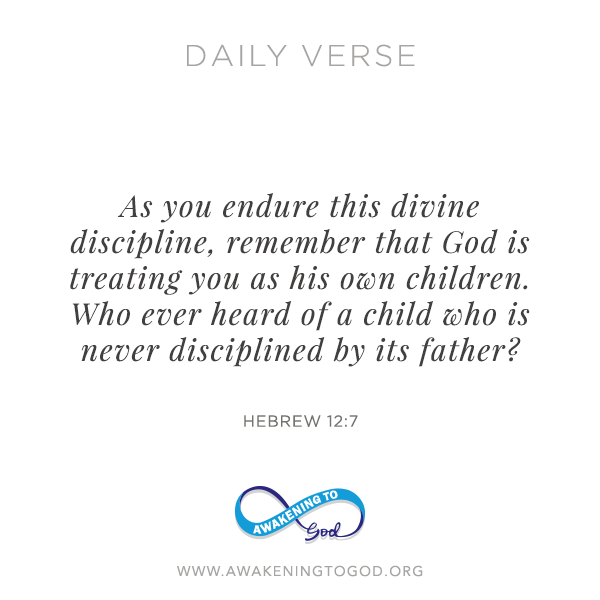 DAILY VERSE
As you endure this divine
discipline, remember that God is
treating you as his own children.
Who ever heard of a child who is
never disciplined by its father?
HEBREW 12:7
AWAKENING TO
God
WWW.AWAKENINGTOGOD.ORG